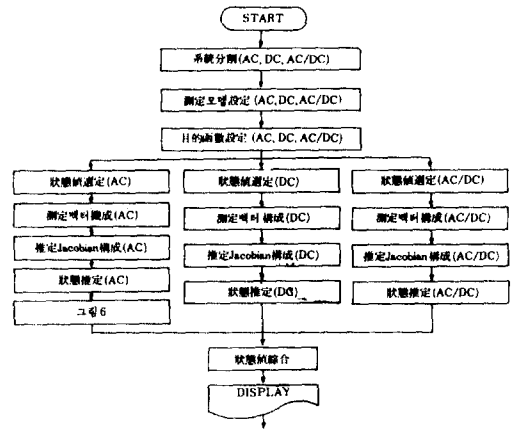 START
系統分割(AC, DC, AC/DC)
測定모델設定 (AC, DC, AC/DC)
目的函數設定 (AC, DC, AC/DC)
狀態値選定(AC)
狀態値選定(DC)
狀態値選定(AC/DC)
測定벡터構成(AC)
測定벡터構成(DC)
測定벡터構成(AC/DC)
推定Jacobian構成(AC)
推定Jacobian構成(DC)
推定Jacobian構成(AC/DC)
狀態推定(AC)
狀態推定(DC)
狀態推定(AC/DC)
그림6
狀態値綜合
DISPLAY